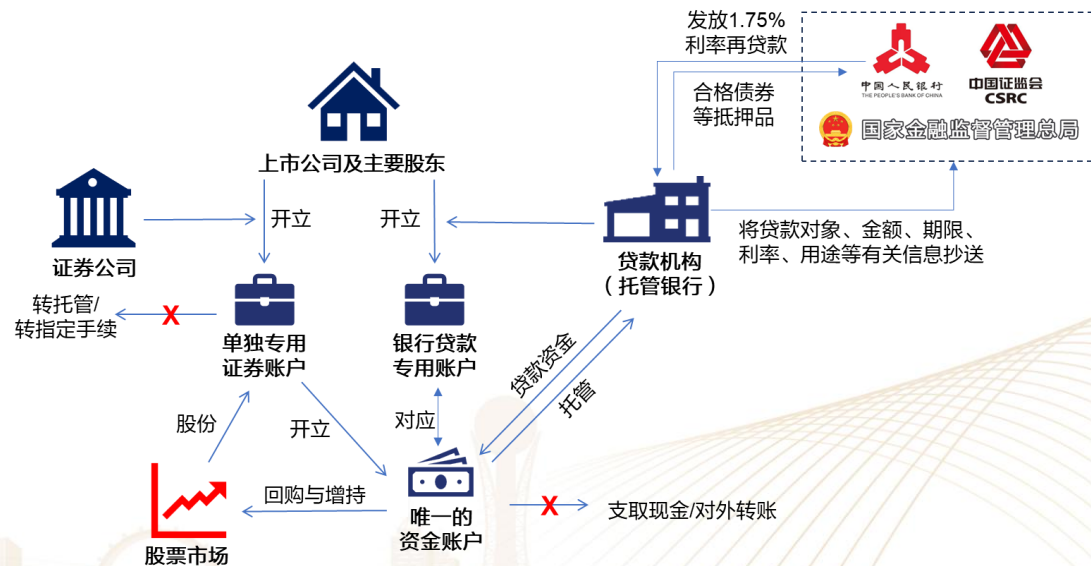 发放1.75%
利率再贷款
中国人民银行
THE PEOPLE'S BANK OF CHINA
中国证监会
CSRC
合格债券
等抵押品
国家金融监督管理总局
上市公司及主要股东
证券公司
开立
开立
贷款机构
（托管银行）
将贷款对象、金额、期限、
利率、用途等有关信息抄送
转托管/
转指定手续
X
单独专用
证券账户
银行贷款
专用账户
贷款资金
托管
股份
开立
对应
回购与增持
股票市场
唯一的
资金账户
X
支取现金/对外转账